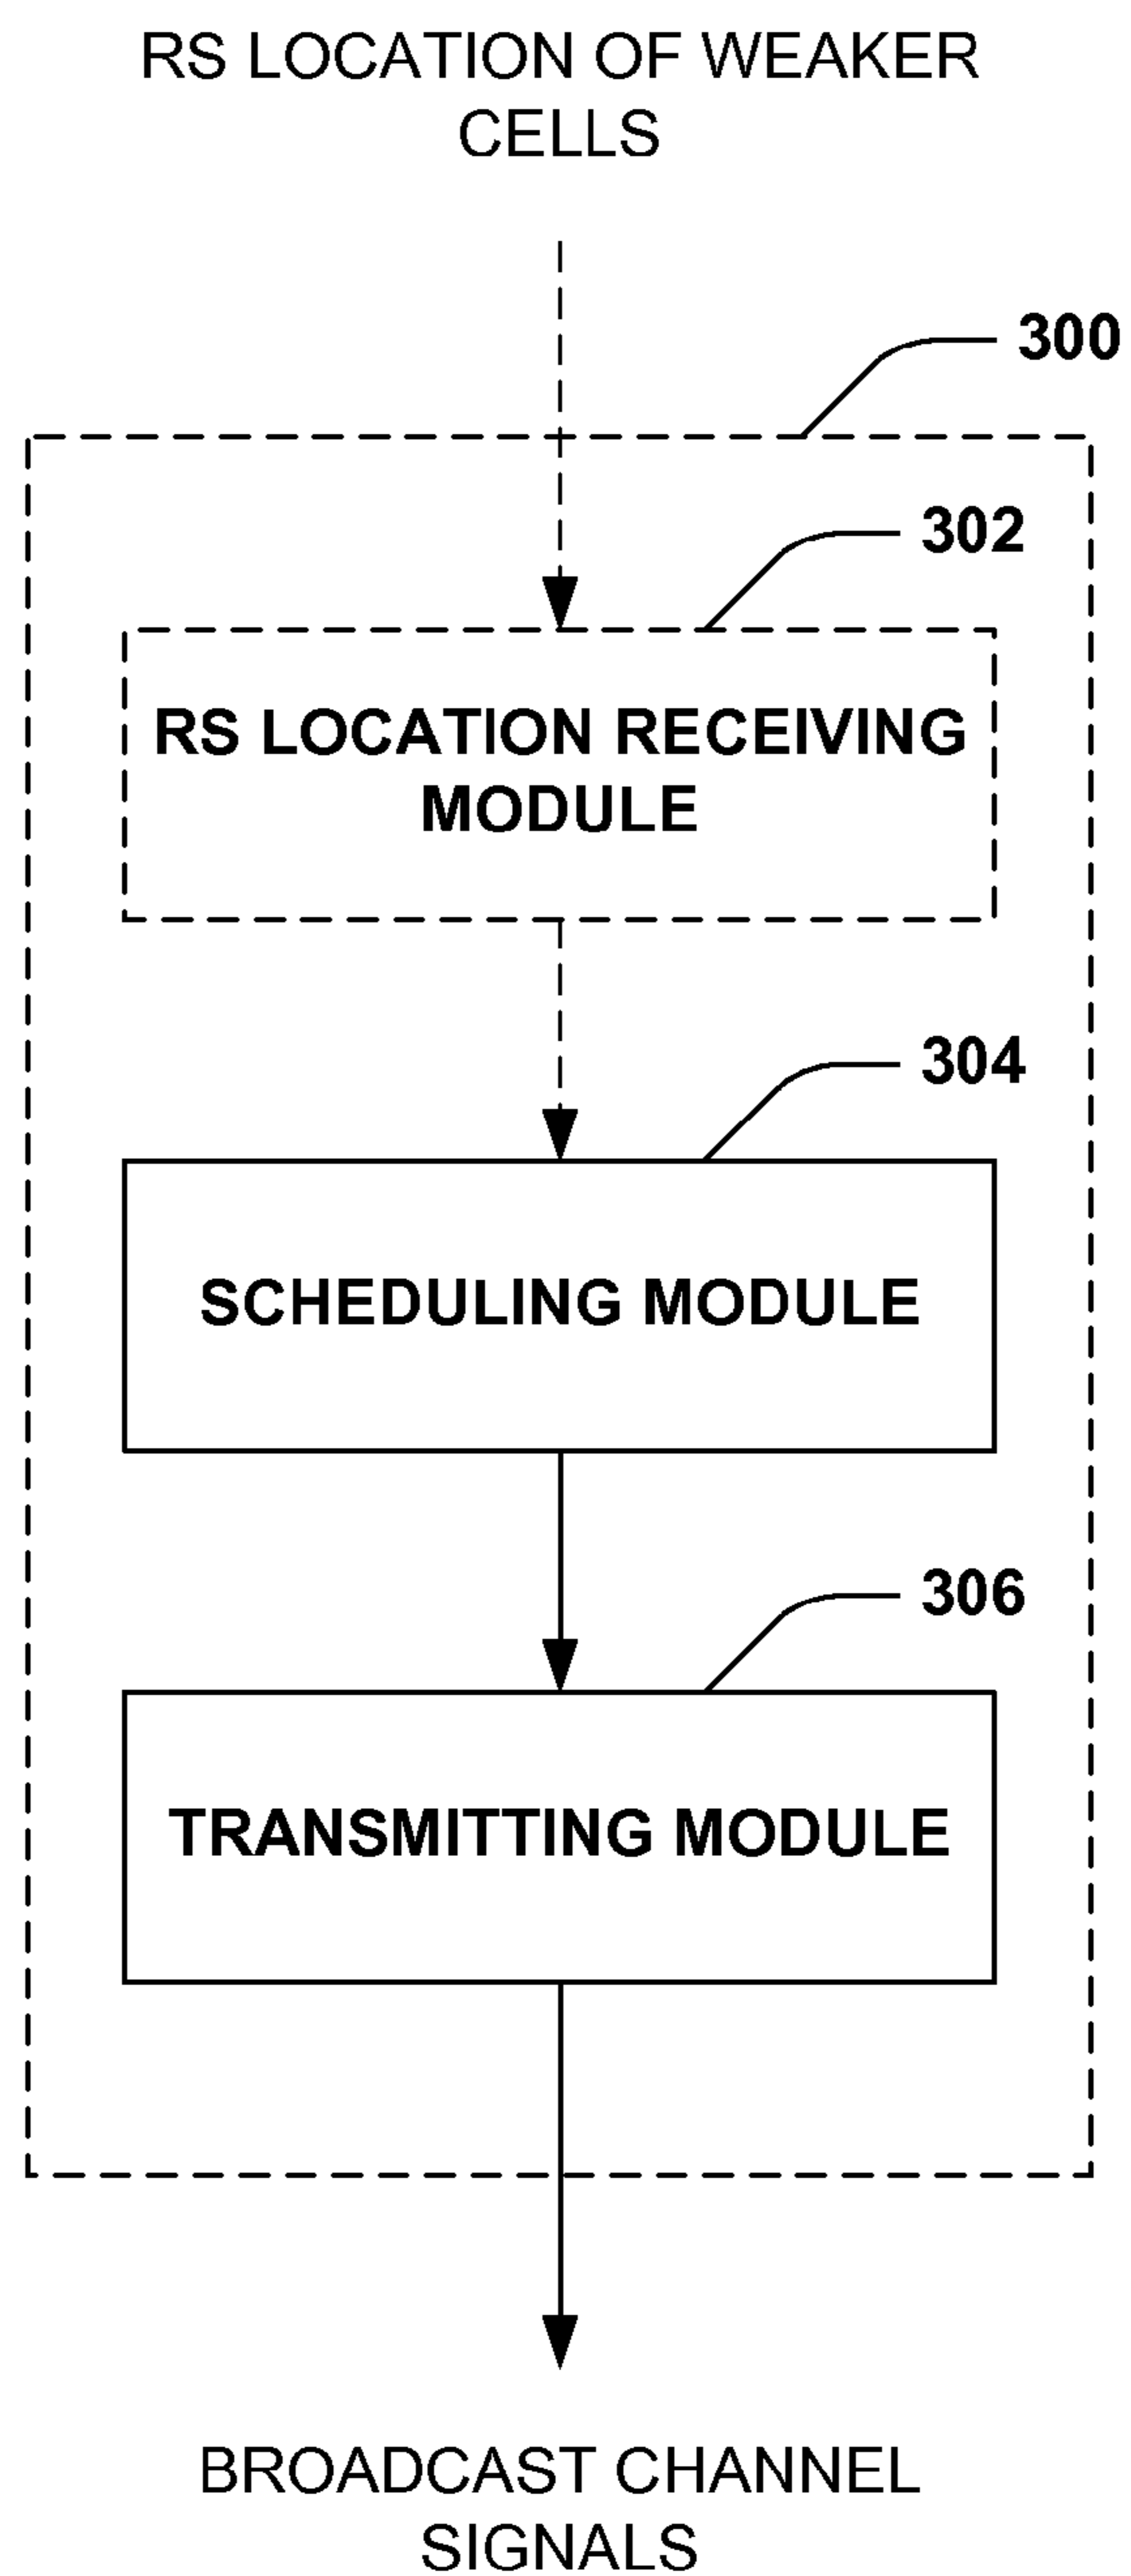 RS LOCATION OF WEAKER
CELLS
300
302
RS LOCATION RECEIVING
MODULE
304
SCHEDULING MODULE
306
TRANSMITTING MODULE
BROADCAST CHANNEL
SIGNALS